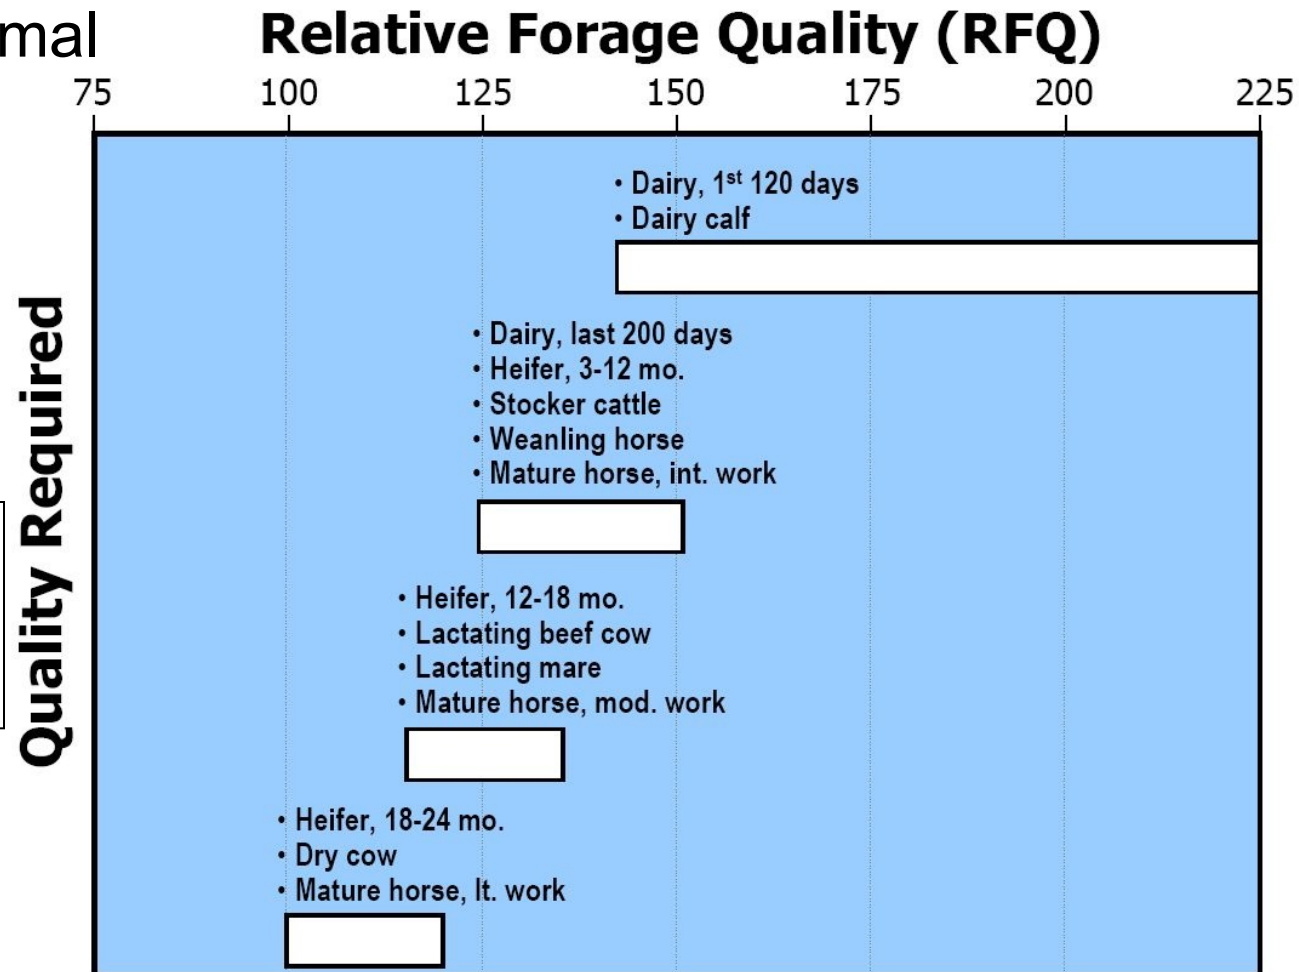 mal
Relative Forage Quality (RFQ)
75 100 125 150 175 200 225
Quality Required
• Dairy, 1st 120 days
• Dairy calf
• Dairy, last 200 days
• Heifer, 3-12 mo.
• Stocker cattle
• Weanling horse
• Mature horse, int. work
• Heifer, 12-18 mo.
• Lactating beef cow
• Lactating mare
• Mature horse, mod. work
• Heifer, 18-24 mo.
• Dry cow
• Mature horse, lt. work